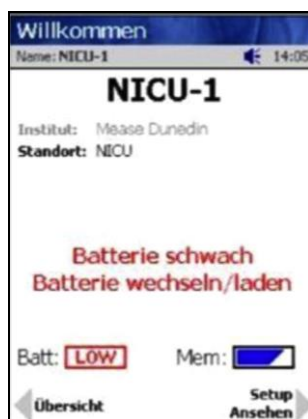 Willkommen
Name: NICU-1 14:05
NICU-1
Institut: Mease Dunedin
Standort: NICU
Batterie schwach
Batterie wechseln/laden
Batt: LOW Mem:
Übersicht Setup
Ansehen